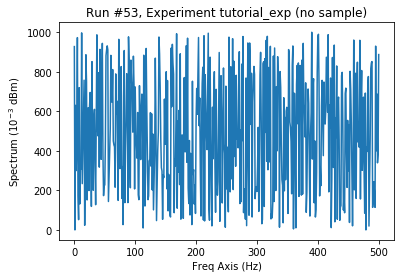 Run #53, Experiment tutorial_exp (no sample)
1000
800
600
400
200
0
Spectrum (10⁻³ dBm)
0 100 200 300 400 500
Freq Axis (Hz)